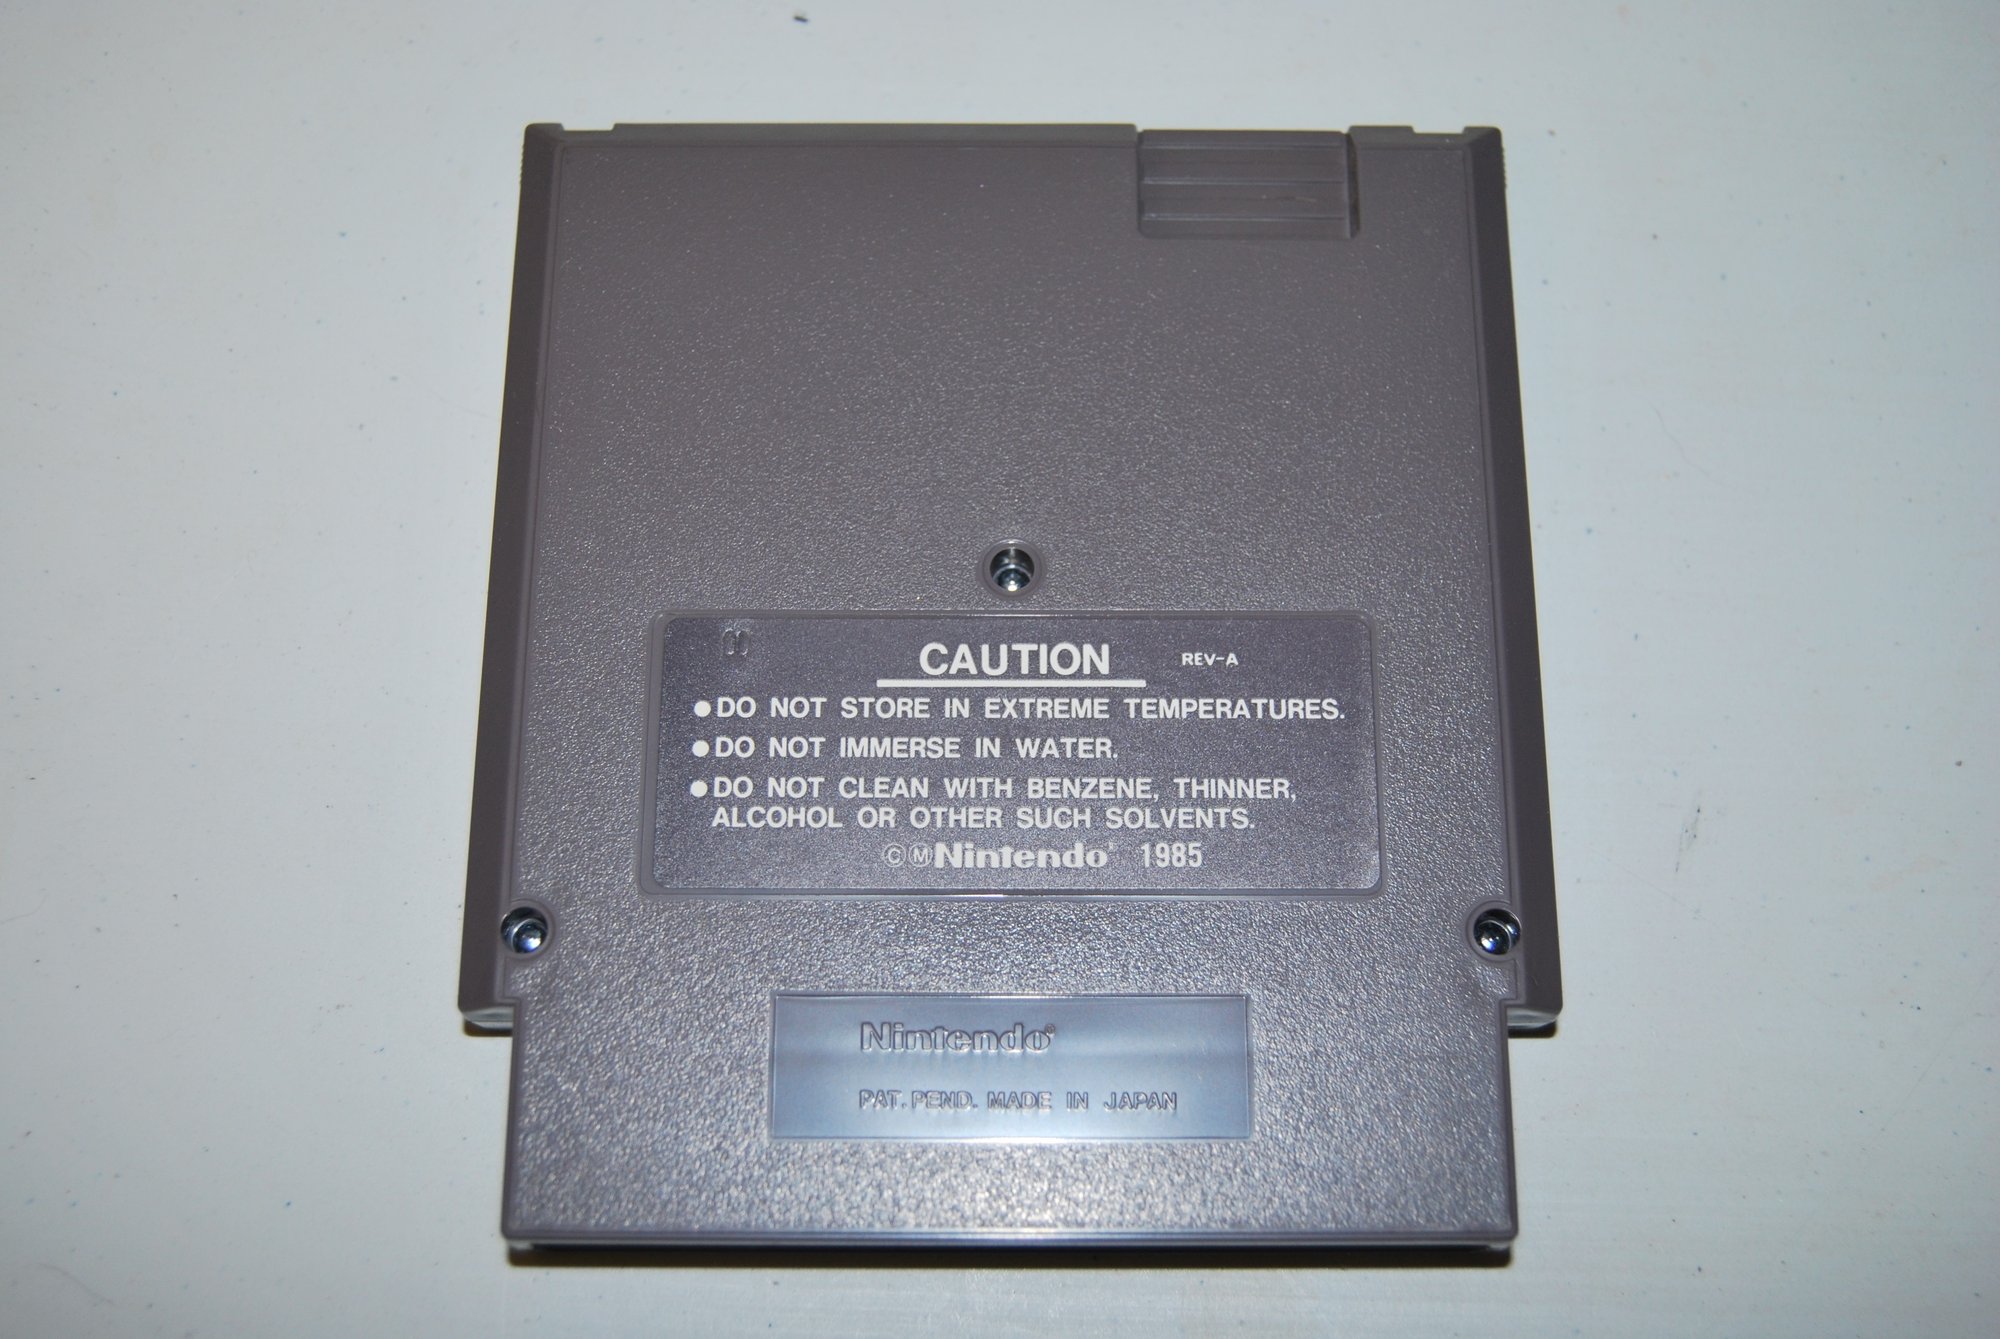 CAUTION REV-A
●DO NOT STORE IN EXTREME TEMPERATURES.
●DO NOT IMMERSE IN WATER.
●DO NOT CLEAN WITH BENZENE, THINNER,
ALCOHOL OR OTHER SUCH SOLVENTS.
ⒸⓂNintendo® 1985
Nintendo®
PAT. PEND. MADE IN JAPAN